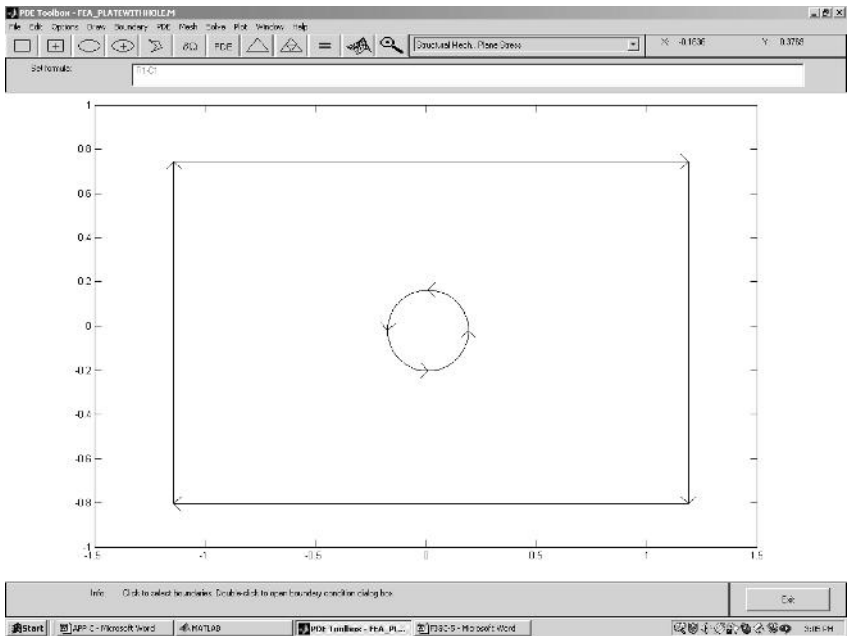 PDE Toolbox - FEA_PLATEWITHHOLE.M
File Edit Options Draw Boundary PDE Mesh Solve Plot Window Help
∂Ω PDE = Structural Mech., Plane Stress X: -0.1636 Y: 0.3769
Set formula: R1-C1
1
0.8
0.6
0.4
0.2
0
-0.2
-0.4
-0.6
-0.8
-1
-1.5 -1 -0.5 0 0.5 1 1.5
Info: Click to select boundaries. Double-click to open boundary condition dialog box.
Exit
Start APP C - Microsoft Word MATLAB PDE Toolbox - FEA_PL... - Microsoft Word PM